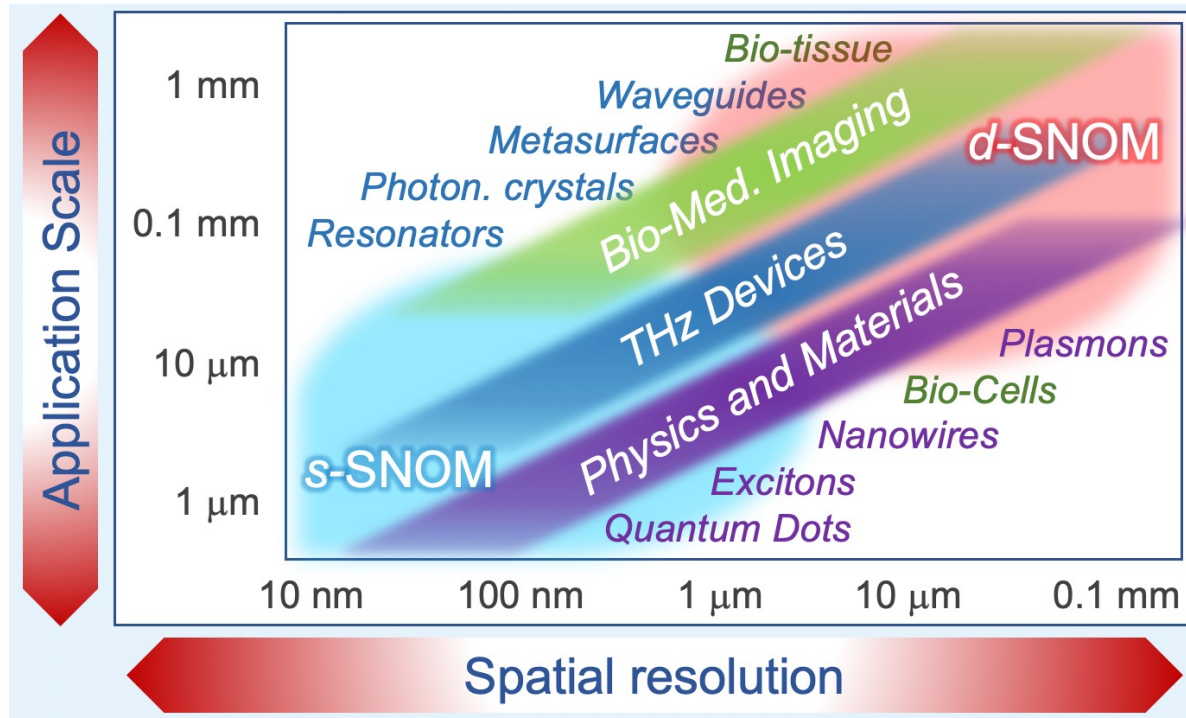 Application Scale
1 mm
0.1 mm
10 μm
1 μm
Bio-tissue
Waveguides
Metasurfaces
Photon. crystals
Resonators
Bio-Med. Imaging
THz Devices
Physics and Materials
d-SNOM
s-SNOM
Plasmons
Bio-Cells
Nanowires
Excitons
Quantum Dots
10 nm 100 nm 1 μm 10 μm 0.1 mm
Spatial resolution